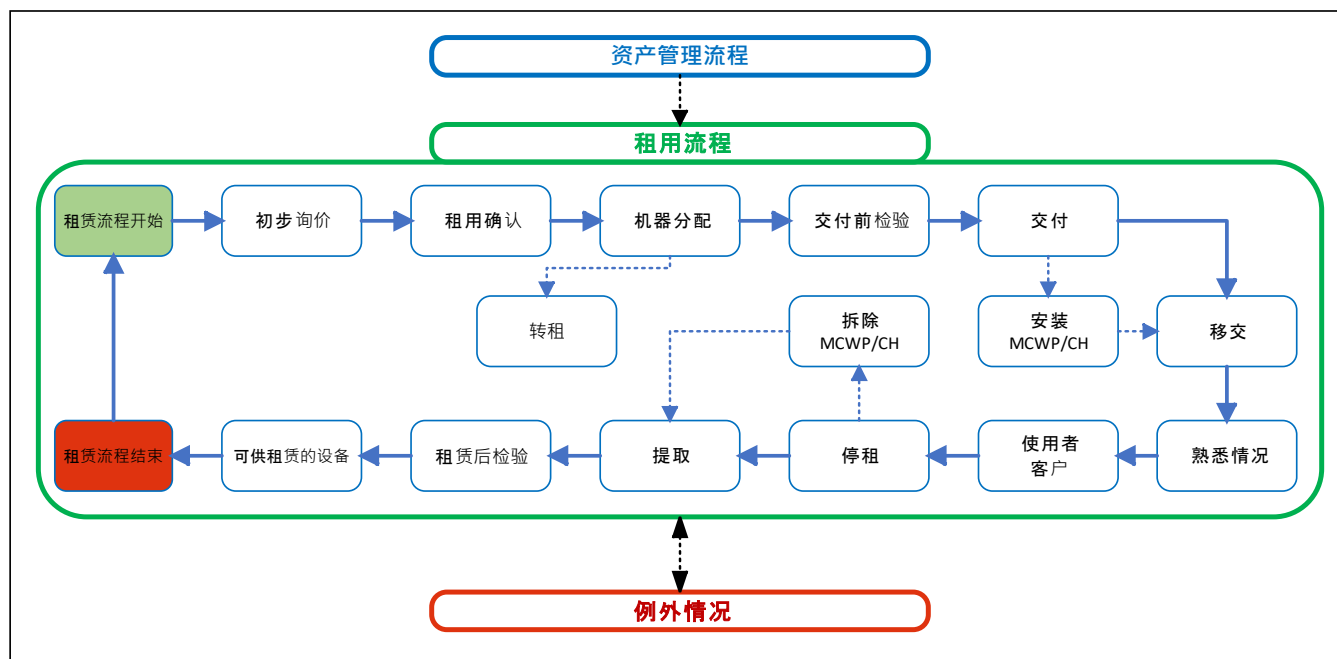 资产管理流程
租用流程
租赁流程开始
初步询价
租用确认
机器分配
交付前检验
交付
转租
拆除
MCWP/CH
安装
MCWP/CH
移交
租赁流程结束
可供租赁的设备
租赁后检验
提取
停租
使用者
客户
熟悉情况
例外情况